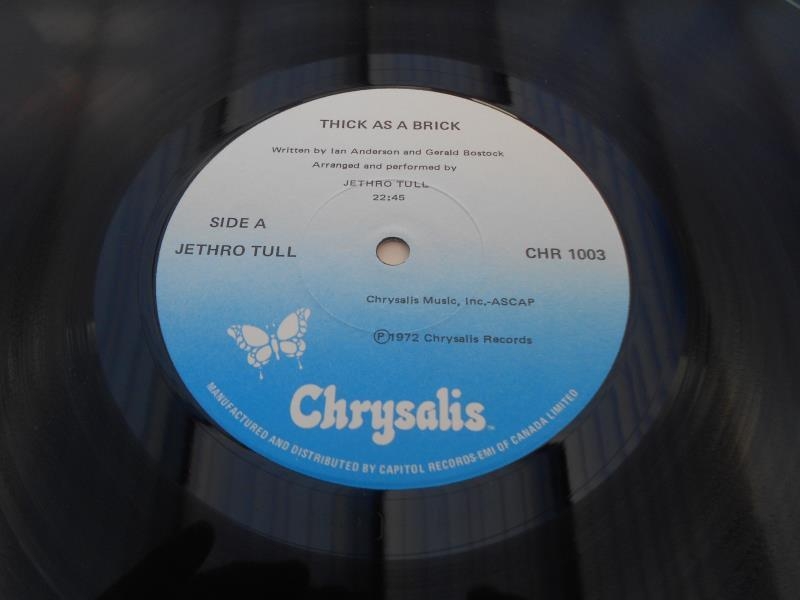 THICK AS A BRICK
Written by Ian Anderson and Gerald Bostock
Arranged and performed by
JETHRO TULL
22:45
SIDE A
JETHRO TULL
CHR 1003
Chrysalis Music, Inc.-ASCAP
Ⓟ1972 Chrysalis Records
Chrysalis™
MANUFACTURED AND DISTRIBUTED BY CAPITOL RECORDS-EMI OF CANADA LIMITED